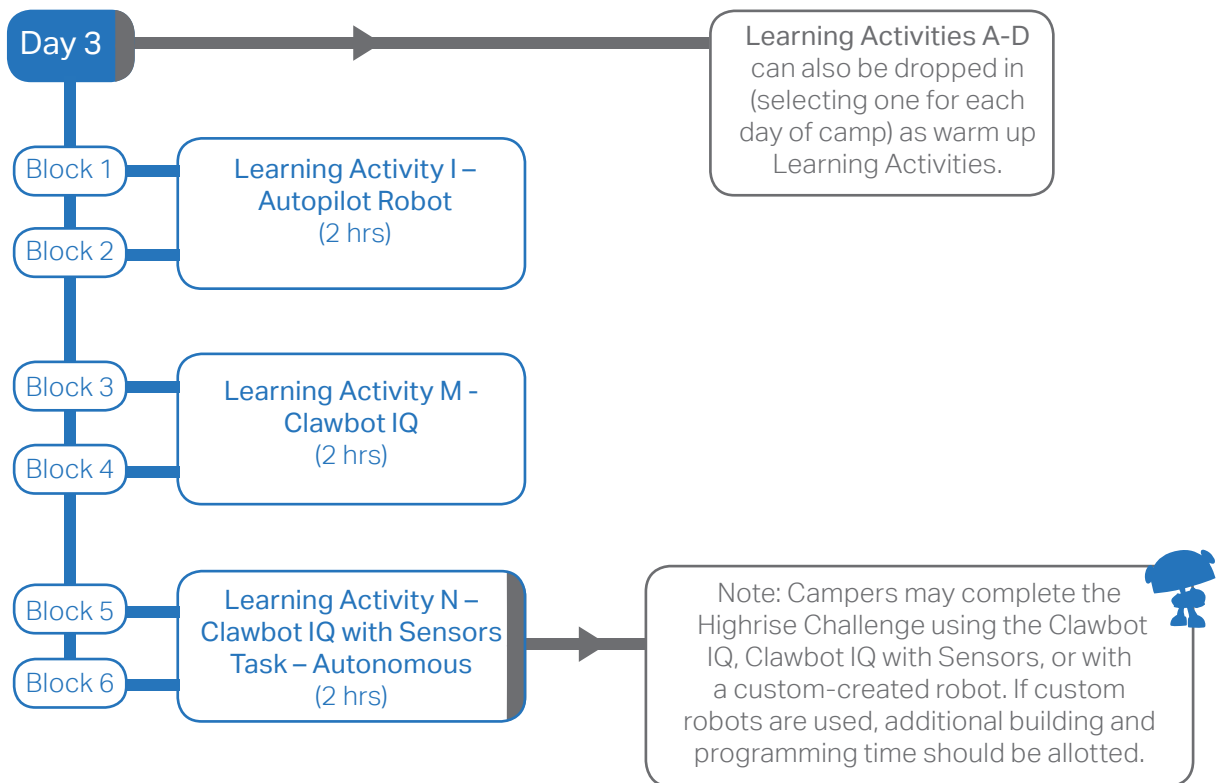 Day 3
Learning Activities A-D
can also be dropped in
(selecting one for each
day of camp) as warm up
Learning Activities.
Block 1
Block 2
Learning Activity I –
Autopilot Robot
(2 hrs)
Block 3
Block 4
Learning Activity M -
Clawbot IQ
(2 hrs)
Block 5
Block 6
Learning Activity N –
Clawbot IQ with Sensors
Task – Autonomous
(2 hrs)
Note: Campers may complete the
Highrise Challenge using the Clawbot
IQ, Clawbot IQ with Sensors, or with
a custom-created robot. If custom
robots are used, additional building and
programming time should be allotted.